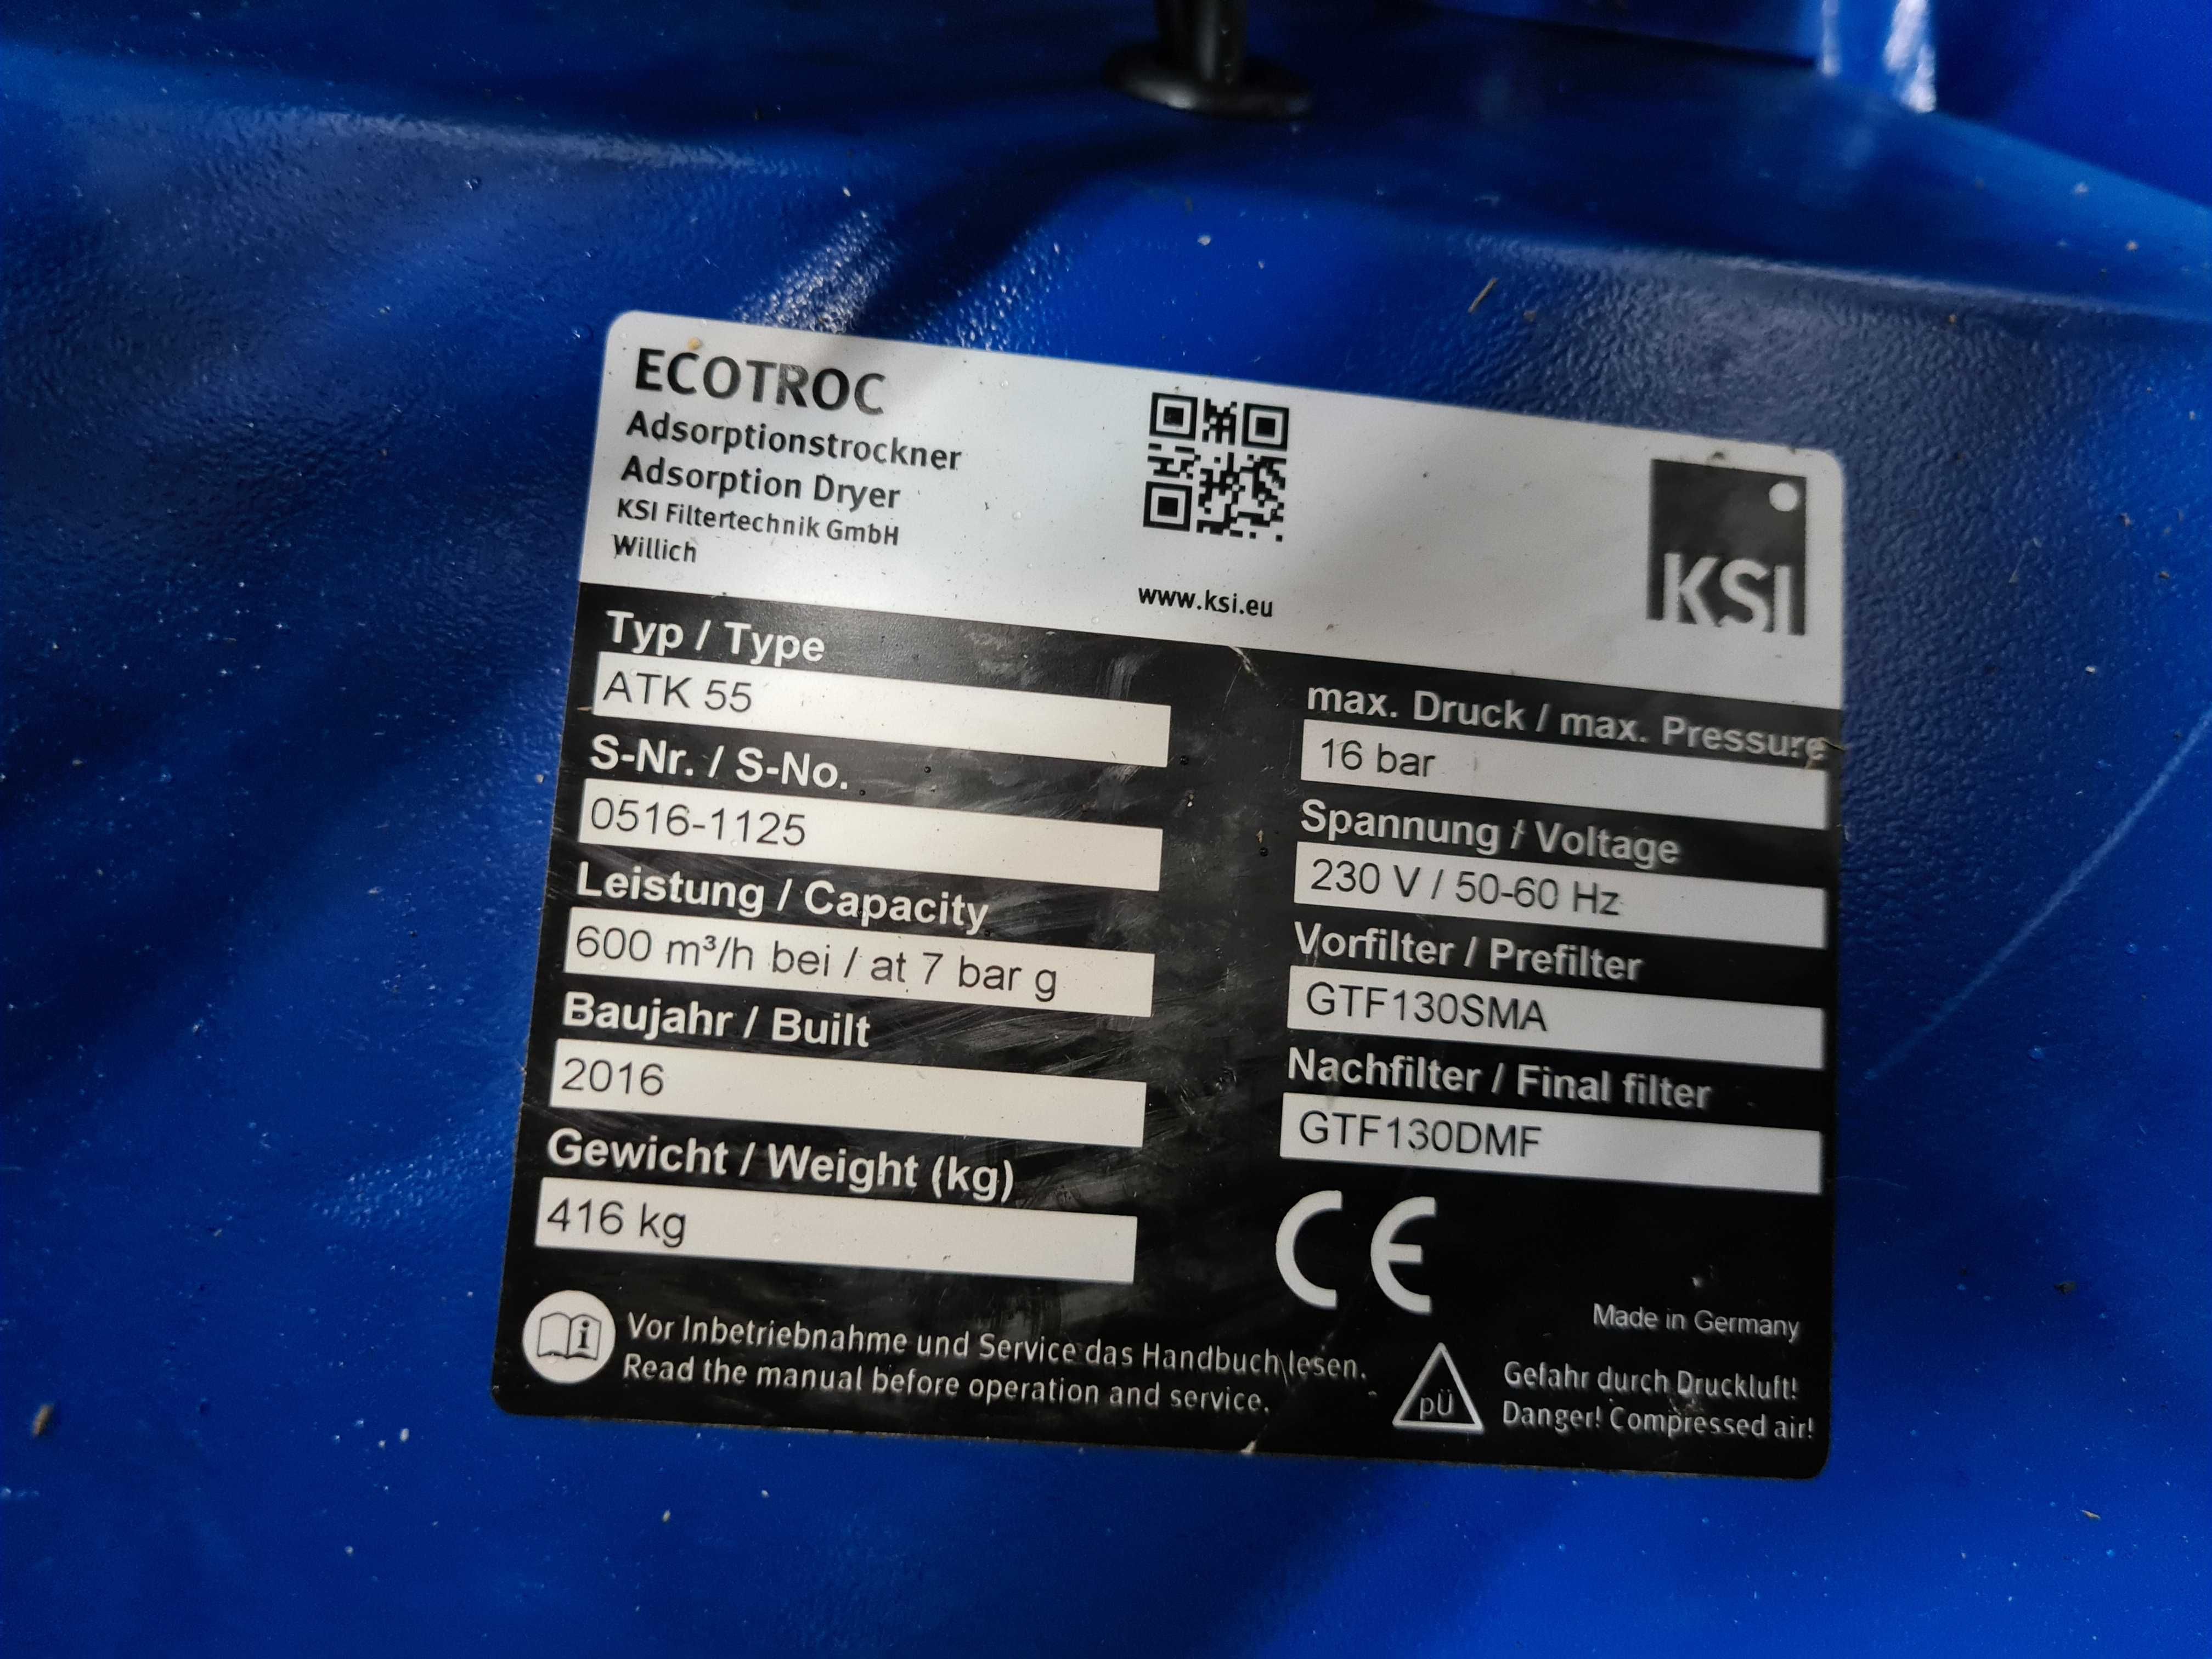 ECOTROC
Adsorptionstrockner
Adsorption Dryer
KSI Filtertechnik GmbH
Willich
www.ksi.eu
KSI
Typ / Type
ATK 55
S-Nr. / S-No.
0516-1125
Leistung / Capacity
600 m³/h bei / at 7 bar g
Baujahr / Built
2016
Gewicht / Weight (kg)
416 kg
max. Druck / max. Pressure
16 bar
Spannung / Voltage
230 V / 50-60 Hz
Vorfilter / Prefilter
GTF130SMA
Nachfilter / Final filter
GTF130DMF
CE
Made in Germany
i
Vor Inbetriebnahme und Service das Handbuch lesen.
Read the manual before operation and service.
pÜ
Gefahr durch Druckluft!
Danger! Compressed air!